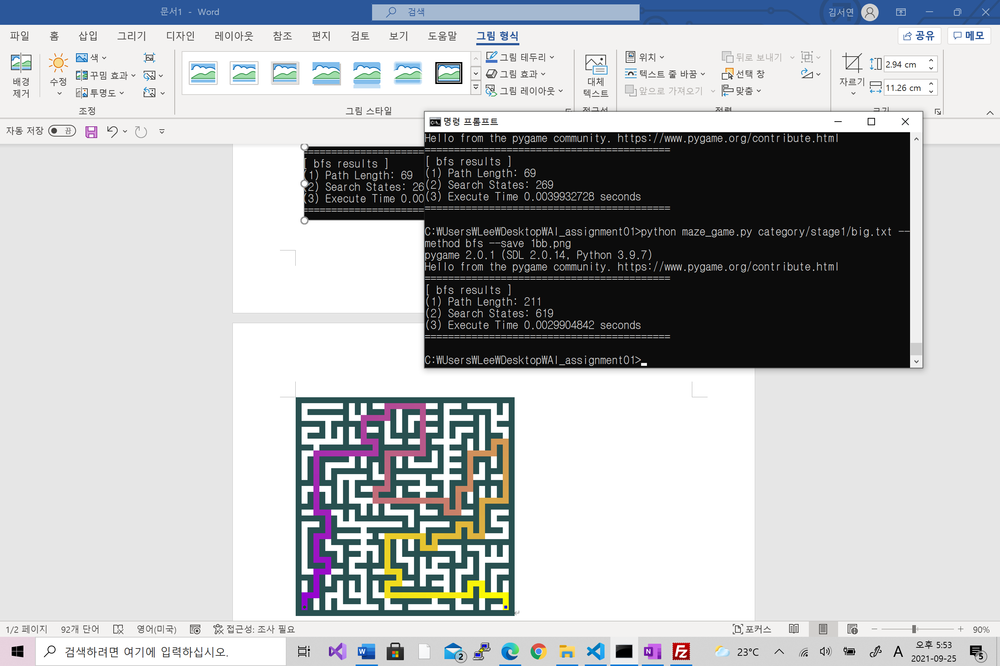 문서1 - Word
검색
김서연
파일 홈 삽입 그리기 디자인 레이아웃 참조 편지 검토 보기 도움말 그림 형식
공유 메모
배경
제거
수정
색
꾸밈 효과
투명도
조정
그림 스타일
그림 테두리
그림 효과
그림 레이아웃
대체
텍스트
위치
텍스트 줄 바꿈
앞으로 가져오기
뒤로 보내기
선택 창
맞춤
자르기
2.94 cm
11.26 cm
자동 저장 끔
[ bfs results ]
(1) Path Length: 69
(2) Search States: 26
(3) Execute Time 0.00
명령 프롬프트
Hello from the pygame community. https://www.pygame.org/contribute.html
==========================================
[ bfs results ]
(1) Path Length: 69
(2) Search States: 269
(3) Execute Time 0.0039932728 seconds
==========================================
C:₩Users₩Lee₩Desktop₩AI_assignment01>python maze_game.py category/stage1/big.txt --
method bfs --save 1bb.png
pygame 2.0.1 (SDL 2.0.14, Python 3.9.7)
Hello from the pygame community. https://www.pygame.org/contribute.html
==========================================
[ bfs results ]
(1) Path Length: 211
(2) Search States: 619
(3) Execute Time 0.0029904842 seconds
==========================================
C:₩Users₩Lee₩Desktop₩AI_assignment01>
1/2 페이지 92개 단어 영어(미국) 접근성: 조사 필요
포커스 90%
검색하려면 여기에 입력하십시오.
2
23°C
A
오후 5:53
2021-09-25
5